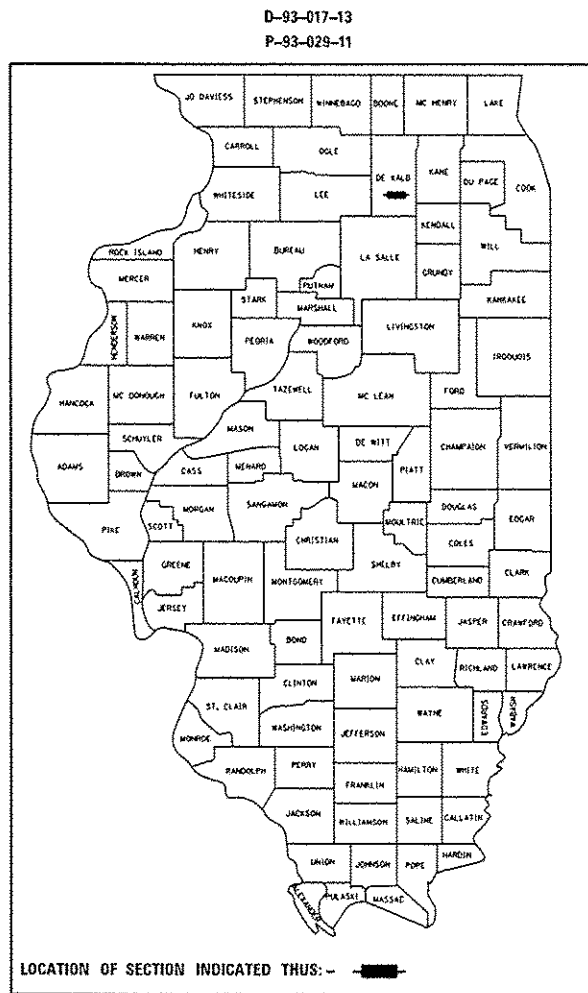 D-93-017-13
P-93-029-11
JO DAVIESS STEPHENSON WINNEBAGO BOONE MC HENRY LAKE
CARROLL OGLE
DE KALB KANE DU PAGE COOK
WHITESIDE LEE
KENDALL
ROCK ISLAND HENRY BUREAU LA SALLE WILL
MERCER PUTNAM GRUNDY
STARK MARSHALL KANKAKEE
HENDERSON WARREN KNOX LIVINGSTON
PEORIA WOODFORD IROQUOIS
HANCOCK MC DONOUGH FULTON TAZEWELL MC LEAN FORD
MASON
SCHUYLER LOGAN DE WITT CHAMPAIGN VERMILION
ADAMS BROWN CASS MENARD PIATT
MACON
MORGAN SANGAMON DOUGLAS
PIKE SCOTT MOULTRIE EDGAR
CHRISTIAN COLES
GREENE SHELBY
CALHOUN MACOUPIN MONTGOMERY CUMBERLAND CLARK
JERSEY
FAYETTE EFFINGHAM JASPER CRAWFORD
MADISON BOND
CLAY RICHLAND LAWRENCE
CLINTON MARION
ST. CLAIR WAYNE EDWARDS WABASH
WASHINGTON JEFFERSON
MONROE
RANDOLPH PERRY HAMILTON WHITE
FRANKLIN
JACKSON WILLIAMSON SALINE GALLATIN
UNION JOHNSON POPE HARDIN
ALEXANDER PULASKI MASSAC
LOCATION OF SECTION INDICATED THUS: -